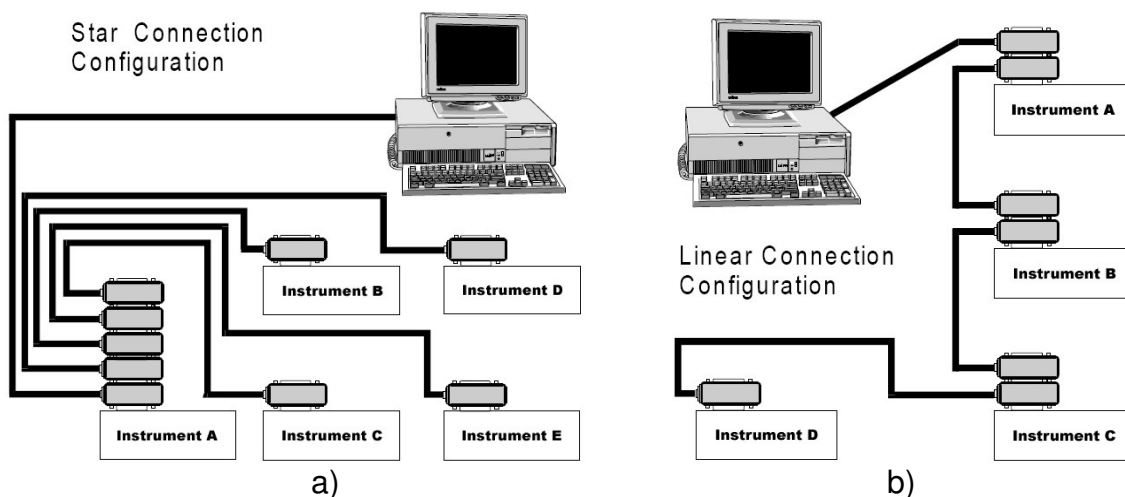 Star Connection
Configuration
Instrument B
Instrument D
Instrument A
Instrument C
Instrument E
a)
Instrument A
Instrument B
Linear Connection
Configuration
Instrument D
Instrument C
b)